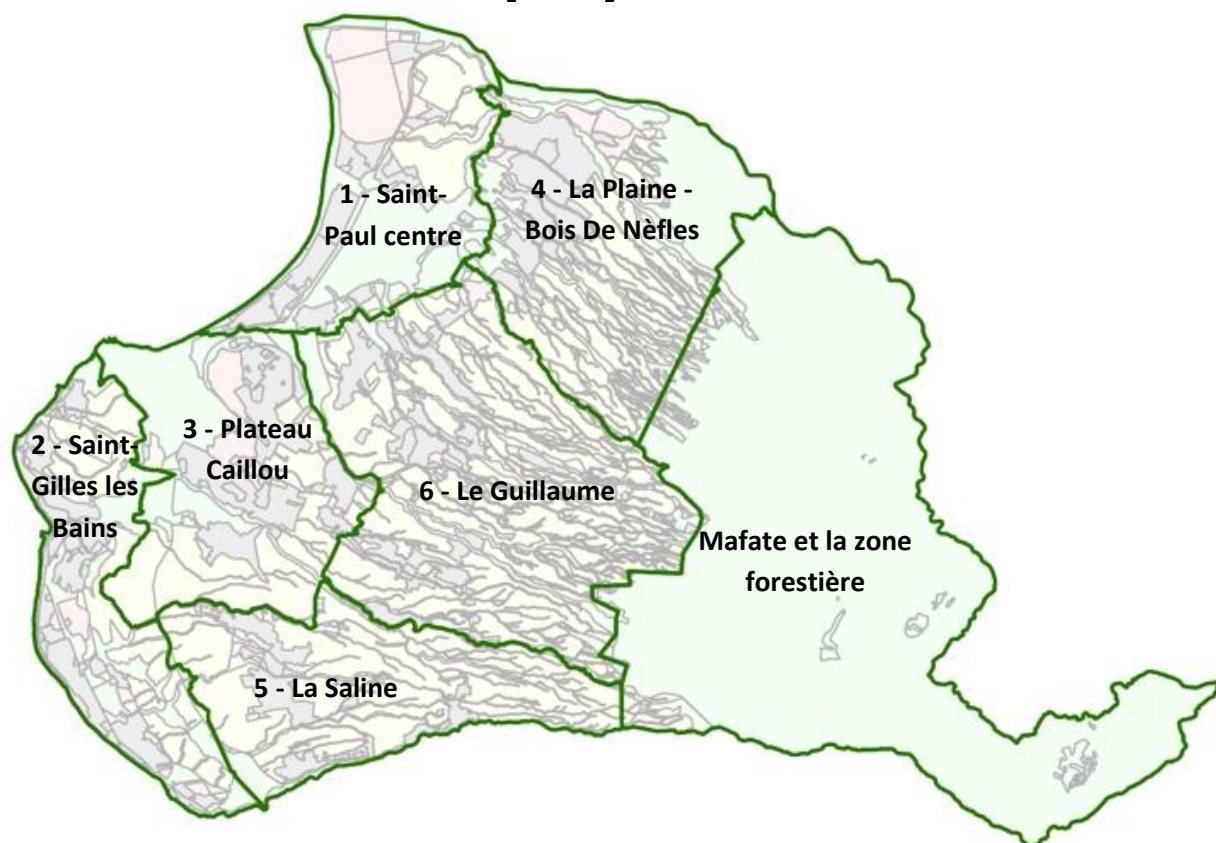 1 - Saint-
Paul centre
4 - La Plaine -
Bois De Nèfles
2 - Saint-
Gilles les
Bains
3 - Plateau
Caillou
6 - Le Guillaume
Mafate et la zone
forestière
5 - La Saline